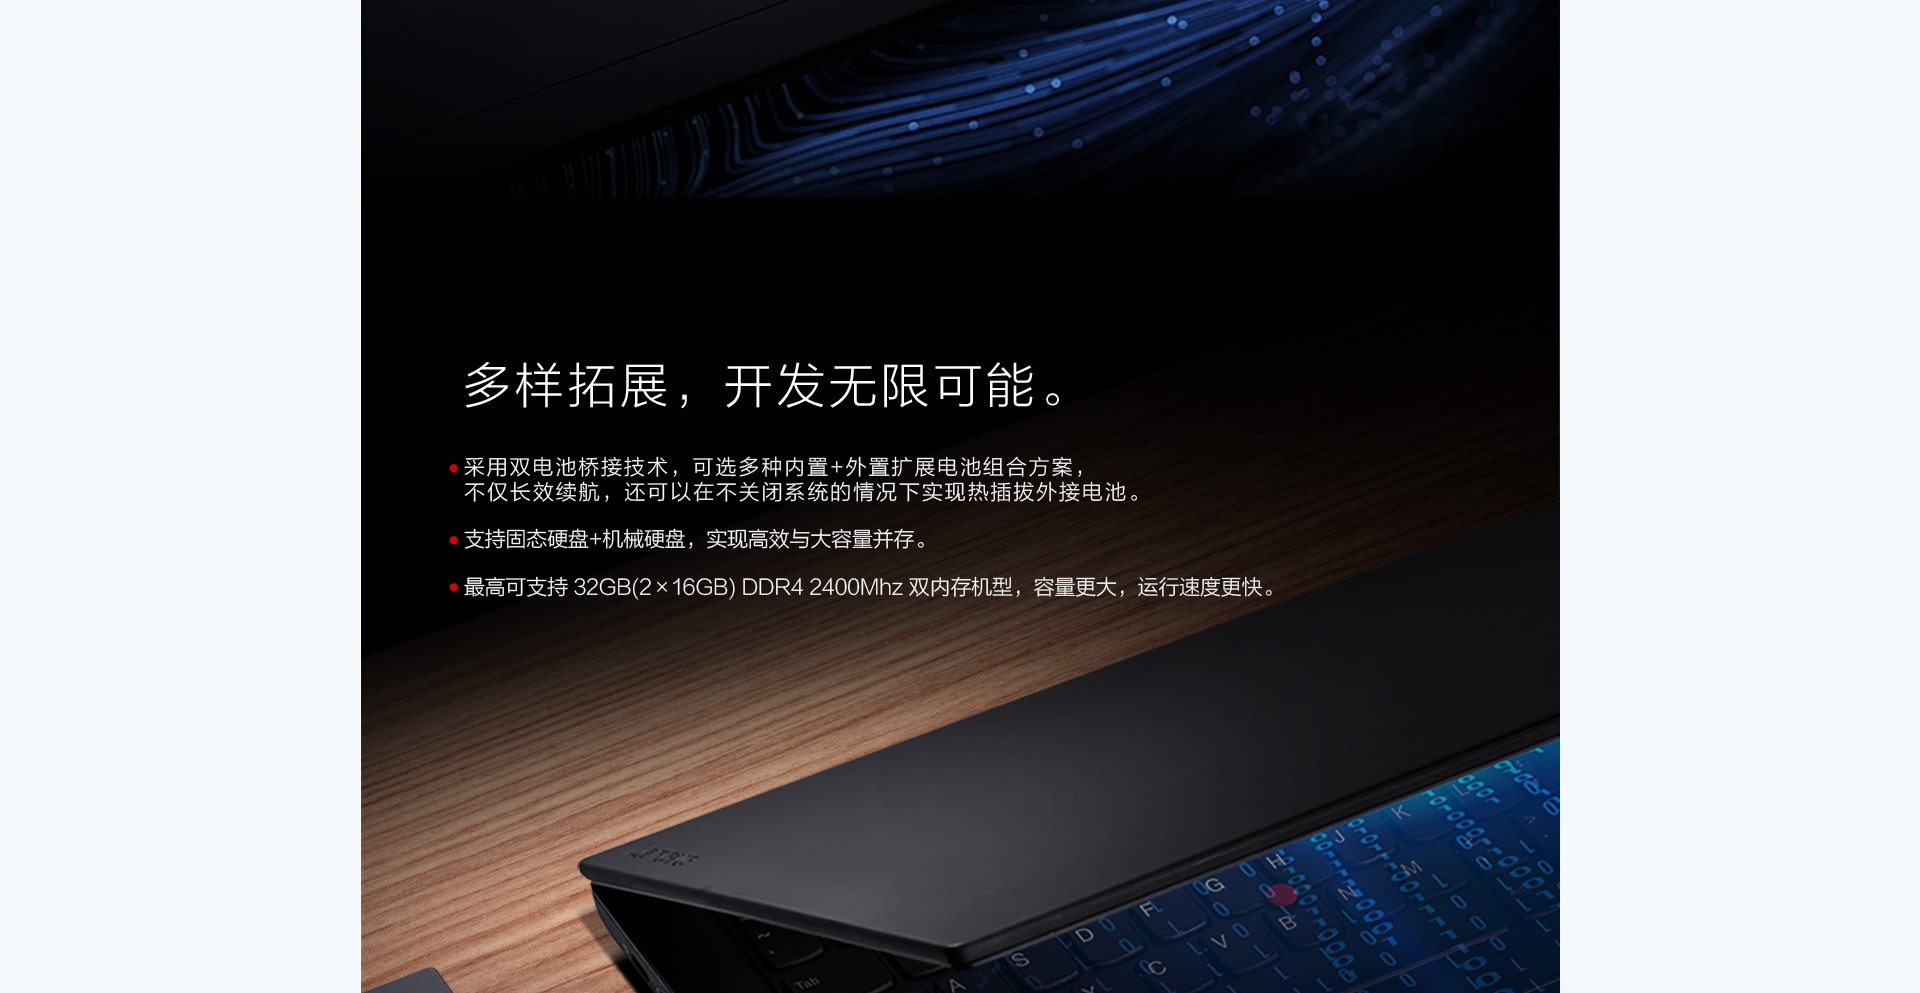 多样拓展，开发无限可能。
采用双电池桥接技术，可选多种内置+外置扩展电池组合方案，
不仅长效续航，还可以在不关闭系统的情况下实现热插拔外接电池。
支持固态硬盘+机械硬盘，实现高效与大容量并存。
最高可支持 32GB(2×16GB) DDR4 2400Mhz 双内存机型，容量更大，运行速度更快。
K
L
J
H
M
G
N
F
B
D
V
S
C
A
Tab